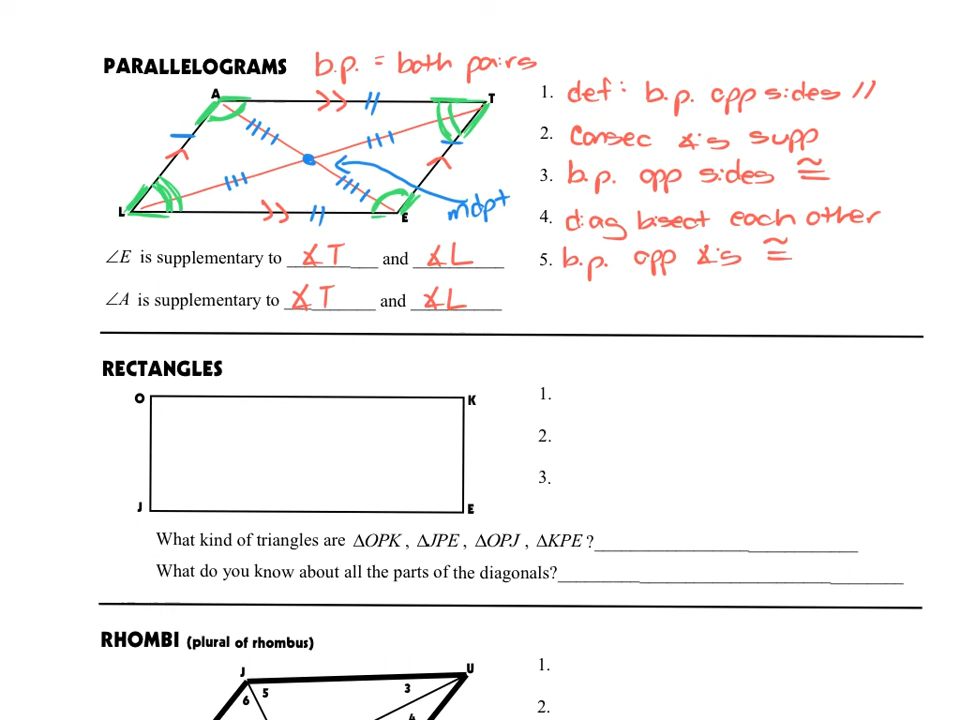 PARALLELOGRAMS b.p. = both pairs
A
T
L
E
mdpt
1. def: b.p. opp sides //
2. Consec ∡'s supp
3. b.p. opp sides ≅
4. diag bisect each other
5. b.p. opp ∡'s ≅
∠E is supplementary to ∡T and ∡L
∠A is supplementary to ∡T and ∡L
RECTANGLES
O
K
J
E
1.
2.
3.
What kind of triangles are ΔOPK, ΔJPE, ΔOPJ, ΔKPE?
What do you know about all the parts of the diagonals?
RHOMBI (plural of rhombus)
J
U
6 5
3
4
1.
2.